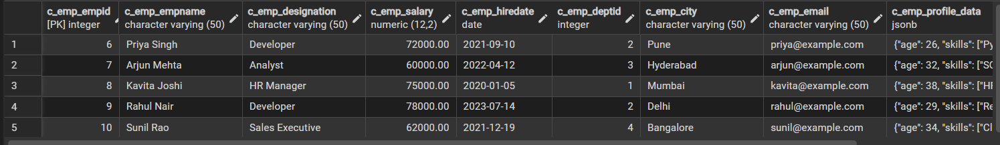 c_emp_empid c_emp_empname c_emp_designation c_emp_salary c_emp_hiredate c_emp_deptid c_emp_city c_emp_email c_emp_profile_data
[PK] integer character varying (50) character varying (50) numeric (12,2) date integer character varying (50) character varying (50) jsonb
1 6 Priya Singh Developer 72000.00 2021-09-10 2 Pune priya@example.com {"age": 26, "skills": ["Py
2 7 Arjun Mehta Analyst 60000.00 2022-04-12 3 Hyderabad arjun@example.com {"age": 32, "skills": ["SQ
3 8 Kavita Joshi HR Manager 75000.00 2020-01-05 1 Mumbai kavita@example.com {"age": 38, "skills": ["HR
4 9 Rahul Nair Developer 78000.00 2023-07-14 2 Delhi rahul@example.com {"age": 29, "skills": ["Re
5 10 Sunil Rao Sales Executive 62000.00 2021-12-19 4 Bangalore sunil@example.com {"age": 34, "skills": ["Cl